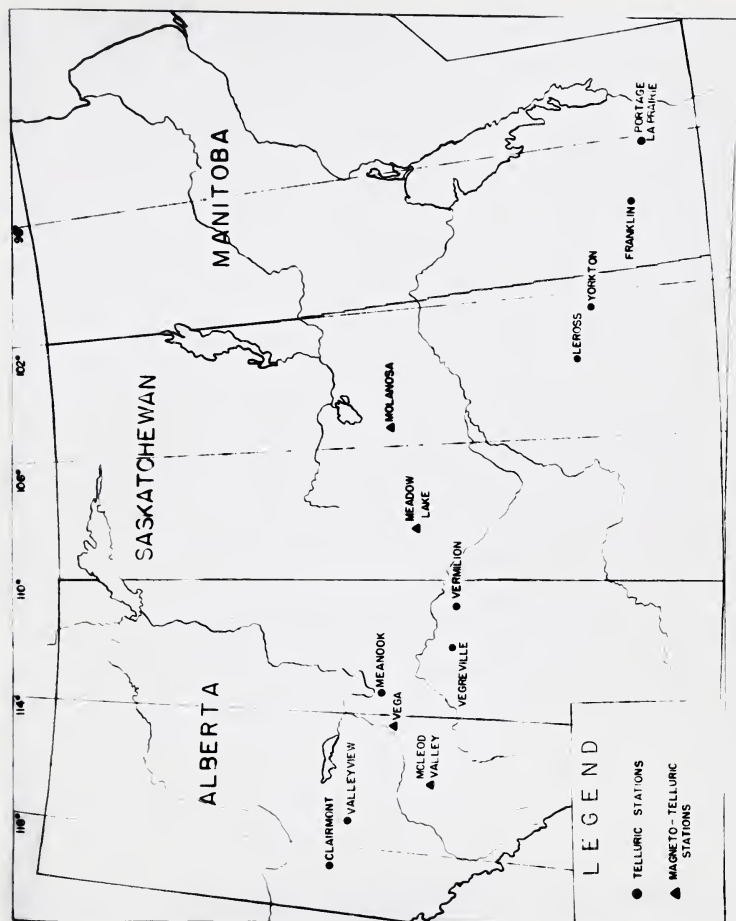 118°
114°
110°
106°
102°
98°
ALBERTA
SASKATCHEWAN
MANITOBA
CLAIRMONT
VALLEYVIEW
MEANOOK
VEGA
MCLEOD
VALLEY
VEGREVILLE
VERMILION
MEADOW
LAKE
MOLANOSA
LEROSS
YORKTON
FRANKLIN
PORTAGE
LA PRAIRIE
LEGEND
TELLURIC STATIONS
MAGNETO-TELLURIC
STATIONS